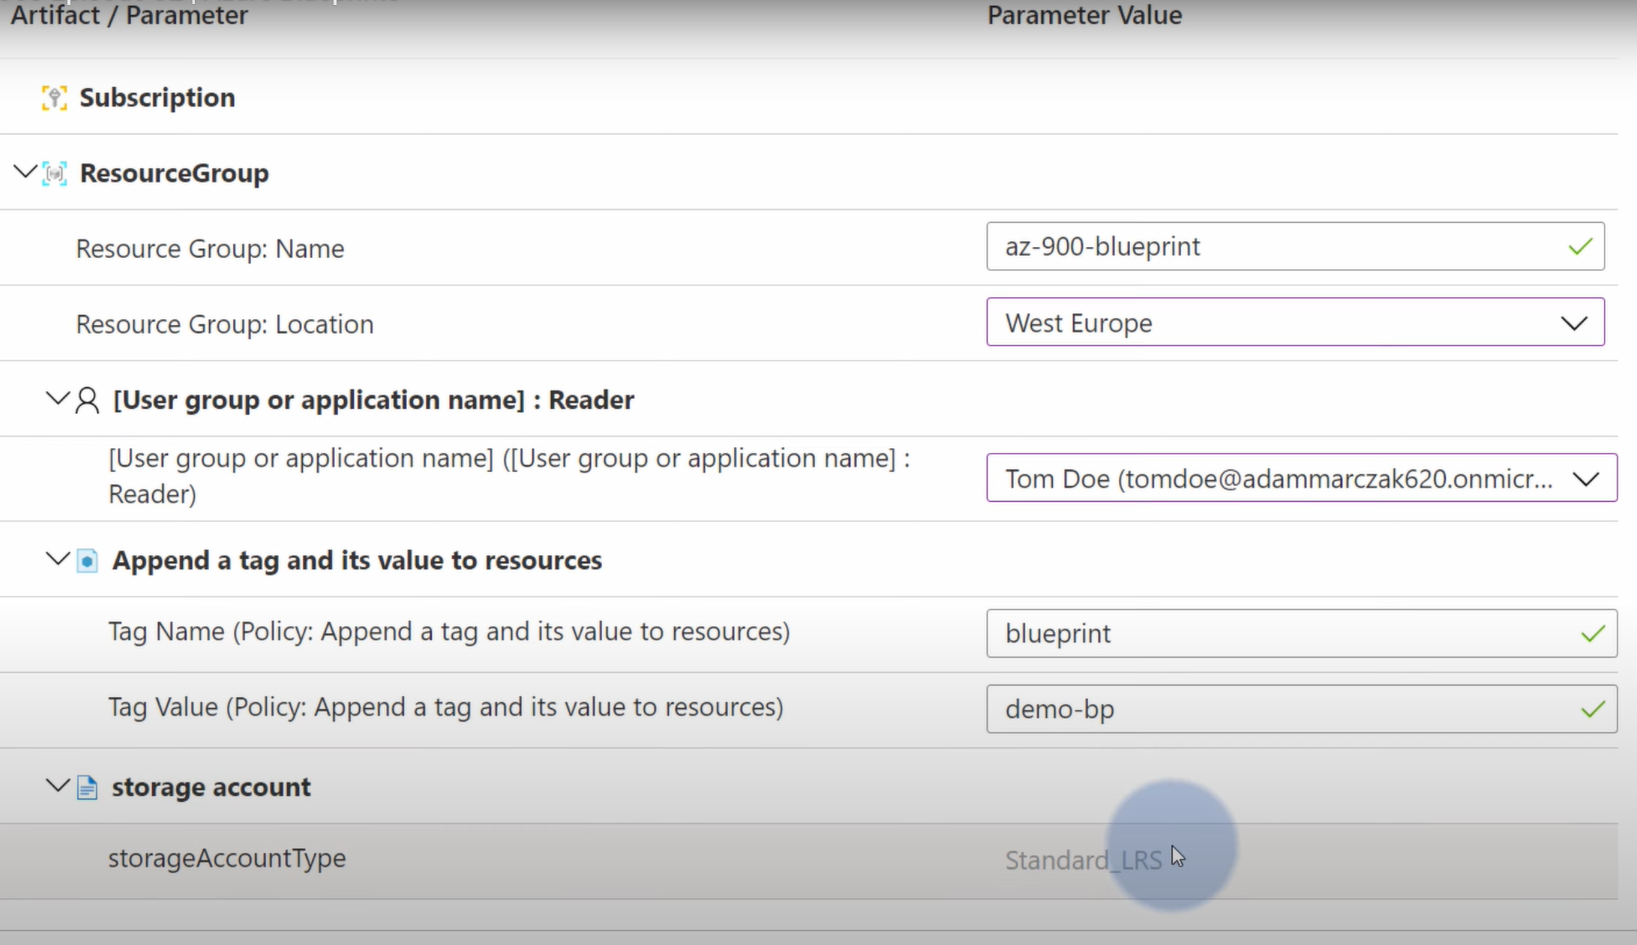 Artifact / Parameter
Parameter Value
Subscription
ResourceGroup
Resource Group: Name
az-900-blueprint
Resource Group: Location
West Europe
[User group or application name] : Reader
[User group or application name] ([User group or application name] :
Reader)
Tom Doe (tomdoe@adammarczak620.onmicr...
Append a tag and its value to resources
Tag Name (Policy: Append a tag and its value to resources)
blueprint
Tag Value (Policy: Append a tag and its value to resources)
demo-bp
storage account
storageAccountType
Standard_LRS